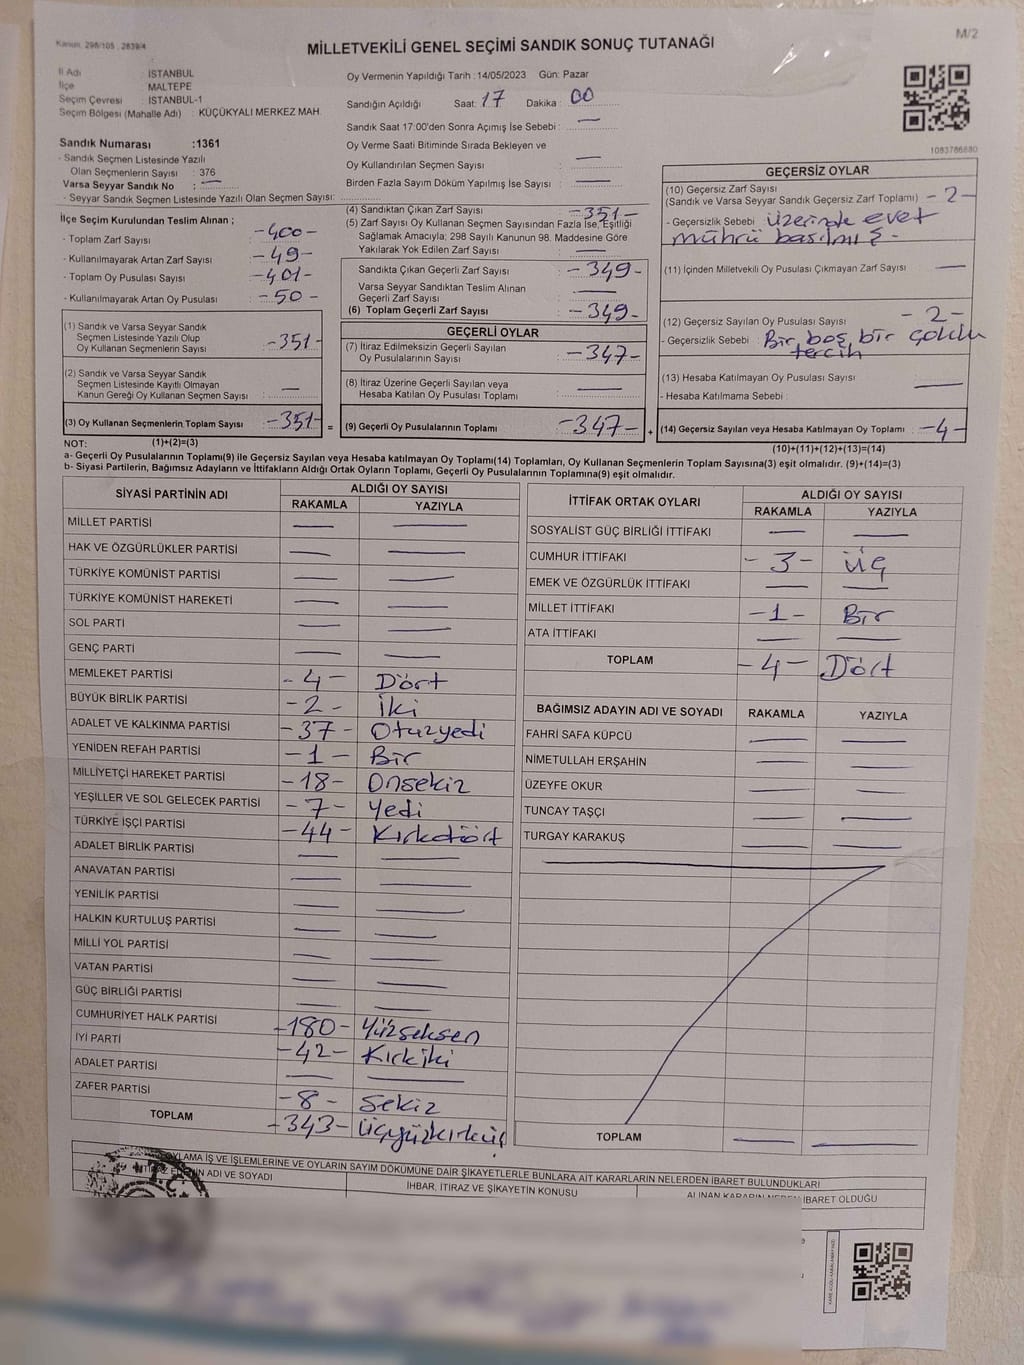 Kanun, 298/105 , 2839/4
MİLLETVEKİLİ GENEL SEÇİMİ SANDIK SONUÇ TUTANAĞI
M/2
İl Adı : İSTANBUL
İlçe : MALTEPE
Seçim Çevresi : İSTANBUL-1
Seçim Bölgesi (Mahalle Adı) : KÜÇÜKYALI MERKEZ MAH.
Sandık Numarası :1361
- Sandık Seçmen Listesinde Yazılı
Olan Seçmenlerin Sayısı : 376
Varsa Seyyar Sandık No :
- Seyyar Sandık Seçmen Listesinde Yazılı Olan Seçmen Sayısı:
Oy Vermenin Yapıldığı Tarih : 14/05/2023 Gün: Pazar
Sandığın Açıldığı Saat: 17 Dakika : 00
Sandık Saat 17:00'den Sonra Açımış İse Sebebi : —
Oy Verme Saati Bitiminde Sırada Bekleyen ve
Oy Kullandırılan Seçmen Sayısı : —
Birden Fazla Sayım Döküm Yapılmış İse Sayısı : —
1083786680
İlçe Seçim Kurulundan Teslim Alınan ;
- Toplam Zarf Sayısı : -400-
- Kullanılmayarak Artan Zarf Sayısı : -49-
- Toplam Oy Pusulası Sayısı : -401-
- Kullanılmayarak Artan Oy Pusulası : -50-
(1) Sandık ve Varsa Seyyar Sandık
Seçmen Listesinde Yazılı Olup
Oy Kullanan Seçmenlerin Sayısı : -351-
(2) Sandık ve Varsa Seyyar Sandık
Seçmen Listesinde Kayıtlı Olmayan
Kanun Gereği Oy Kullanan Seçmen Sayısı : —
(3) Oy Kullanan Seçmenlerin Toplam Sayısı : -351-
(4) Sandıktan Çıkan Zarf Sayısı : -351-
(5) Zarf Sayısı Oy Kullanan Seçmen Sayısından Fazla İse, Eşitliği
Sağlamak Amacıyla; 298 Sayılı Kanunun 98. Maddesine Göre
Yakılarak Yok Edilen Zarf Sayısı : —
Sandıkta Çıkan Geçerli Zarf Sayısı : -349-
Varsa Seyyar Sandıktan Teslim Alınan
Geçerli Zarf Sayısı : —
(6) Toplam Geçerli Zarf Sayısı : -349-
GEÇERLİ OYLAR
(7) İtiraz Edilmeksizin Geçerli Sayılan
Oy Pusulalarının Sayısı : -347-
(8) İtiraz Üzerine Geçerli Sayılan veya
Hesaba Katılan Oy Pusulası Toplamı : —
= (9) Geçerli Oy Pusulalarının Toplamı : -347- +
GEÇERSİZ OYLAR
(10) Geçersiz Zarf Sayısı
(Sandık ve Varsa Seyyar Sandık Geçersiz Zarf Toplamı) : -2-
- Geçersizlik Sebebi : Üzerinde evet
mührü basılmış.-
(11) İçinden Milletvekili Oy Pusulası Çıkmayan Zarf Sayısı : —
(12) Geçersiz Sayılan Oy Pusulası Sayısı : -2-
- Geçersizlik Sebebi : Bir boş, bir çoklu
tercih
(13) Hesaba Katılmayan Oy Pusulası Sayısı : —
- Hesaba Katılmama Sebebi :
(14) Geçersiz Sayılan veya Hesaba Katılmayan Oy Toplamı : -4-
NOT: (1)+(2)=(3)
(10)+(11)+(12)+(13)=(14)
a- Geçerli Oy Pusulalarının Toplamı(9) ile Geçersiz Sayılan veya Hesaba katılmayan Oy Toplamı(14) Toplamları, Oy Kullanan Seçmenlerin Toplam Sayısına(3) eşit olmalıdır. (9)+(14)=(3)
b- Siyasi Partilerin, Bağımsız Adayların ve İttifakların Aldığı Ortak Oyların Toplamı, Geçerli Oy Pusulalarının Toplamına(9) eşit olmalıdır.
SİYASİ PARTİNİN ADI
ALDIĞI OY SAYISI
RAKAMLA YAZIYLA
MİLLET PARTİSİ — —
HAK VE ÖZGÜRLÜKLER PARTİSİ — —
TÜRKİYE KOMÜNİST PARTİSİ — —
TÜRKİYE KOMÜNİST HAREKETİ — —
SOL PARTİ — —
GENÇ PARTİ — —
MEMLEKET PARTİSİ -4- Dört
BÜYÜK BİRLİK PARTİSİ -2- İki
ADALET VE KALKINMA PARTİSİ -37- Otuzyedi
YENİDEN REFAH PARTİSİ -1- Bir
MİLLİYETÇİ HAREKET PARTİSİ -18- Onsekiz
YEŞİLLER VE SOL GELECEK PARTİSİ -7- Yedi
TÜRKİYE İŞÇİ PARTİSİ -44- Kırkdört
ADALET BİRLİK PARTİSİ — —
ANAVATAN PARTİSİ — —
YENİLİK PARTİSİ — —
HALKIN KURTULUŞ PARTİSİ — —
MİLLİ YOL PARTİSİ — —
VATAN PARTİSİ — —
GÜÇ BİRLİĞİ PARTİSİ — —
CUMHURİYET HALK PARTİSİ -180- Yüzseksen
İYİ PARTİ -42- Kırkiki
ADALET PARTİSİ — —
ZAFER PARTİSİ -8- Sekiz
TOPLAM -343- Üçyüzkırküç
İTTİFAK ORTAK OYLARI
ALDIĞI OY SAYISI
RAKAMLA YAZIYLA
SOSYALİST GÜÇ BİRLİĞİ İTTİFAKI — —
CUMHUR İTTİFAKI -3- Üç
EMEK VE ÖZGÜRLÜK İTTİFAKI — —
MİLLET İTTİFAKI -1- Bir
ATA İTTİFAKI — —
TOPLAM -4- Dört
BAĞIMSIZ ADAYIN ADI VE SOYADI RAKAMLA YAZIYLA
FAHRİ SAFA KÜPCÜ — —
NİMETULLAH ERŞAHİN — —
ÜZEYFE OKUR — —
TUNCAY TAŞÇI — —
TURGAY KARAKUŞ — —
TOPLAM — —
OYLAMA İŞ VE İŞLEMLERİNE VE OYLARIN SAYIM DÖKÜMÜNE DAİR ŞİKAYETLERLE BUNLARA AİT KARARLARIN NELERDEN İBARET BULUNDUKLARI
ADI VE SOYADI
İHBAR, İTİRAZ VE ŞİKAYETİN KONUSU
ALINAN KARARIN NEDEN İBARET OLDUĞU
T.C.